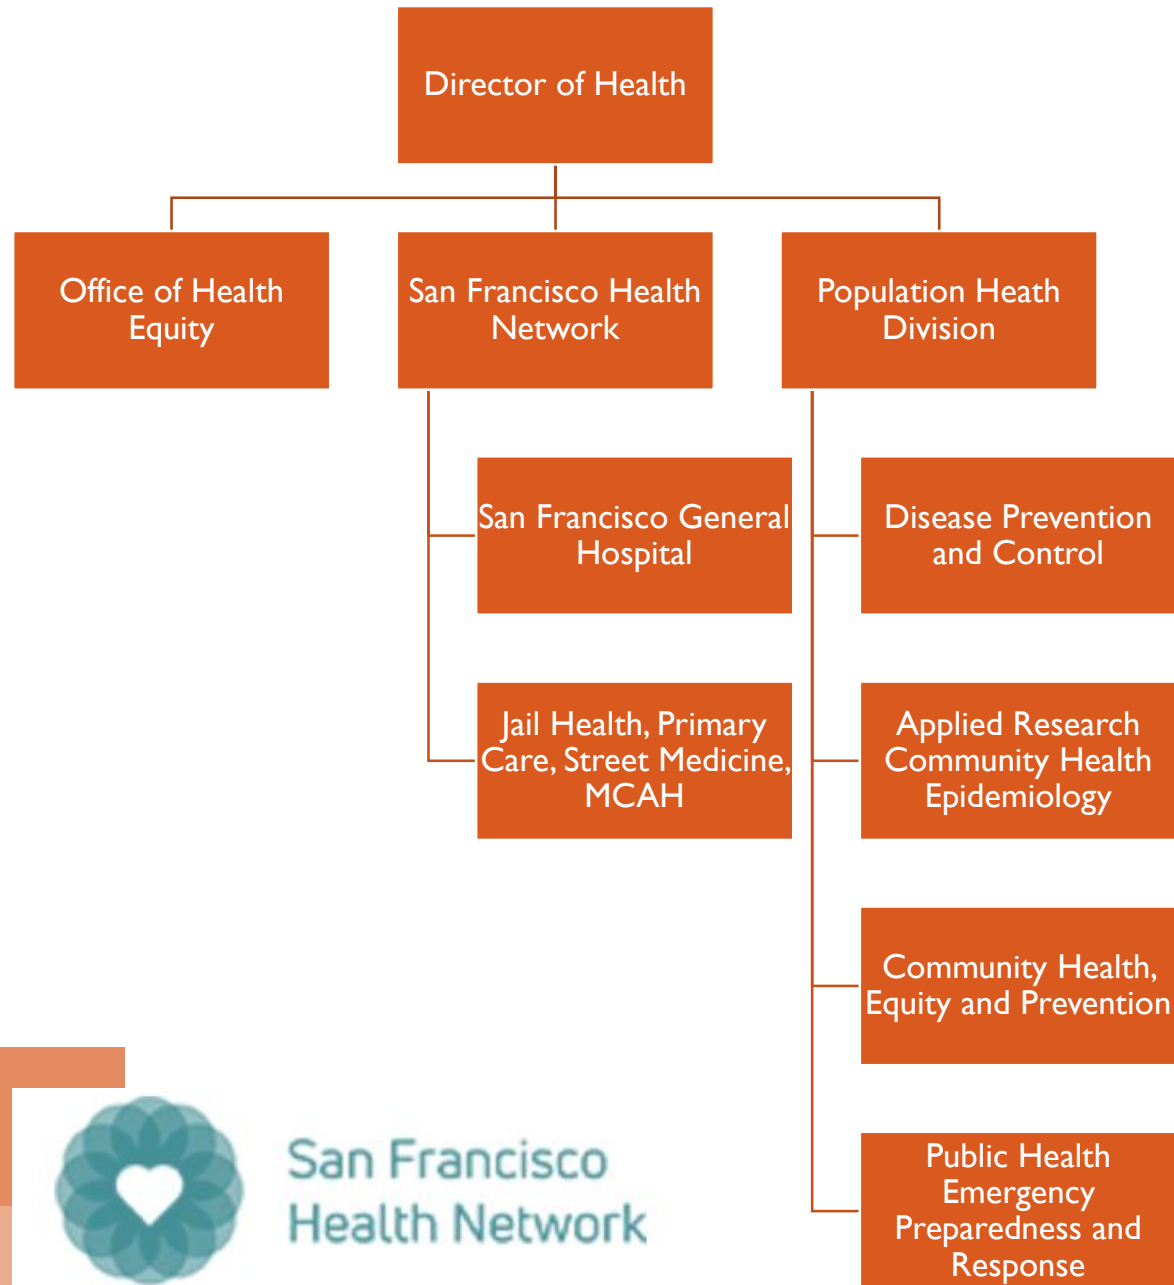 Director of Health
Office of Health
Equity
San Francisco Health
Network
Population Heath
Division
San Francisco General
Hospital
Jail Health, Primary
Care, Street Medicine,
MCAH
Disease Prevention
and Control
Applied Research
Community Health
Epidemiology
Community Health,
Equity and Prevention
Public Health
Emergency
Preparedness and
Response
San Francisco
Health Network